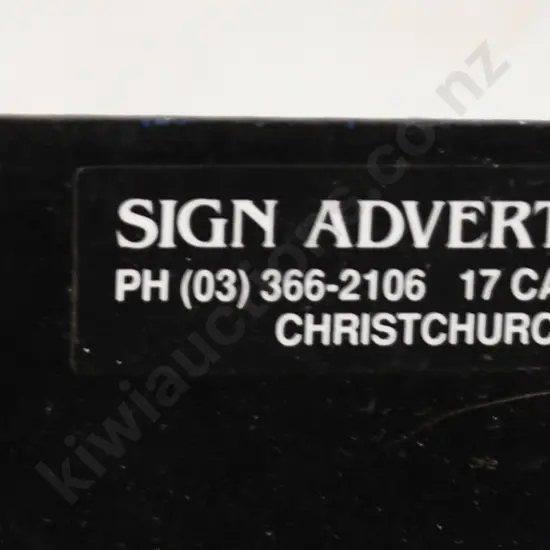 SIGN ADVERT
PH (03) 366-2106 17 CA
CHRISTCHURC
kiwiauctions.co.nz